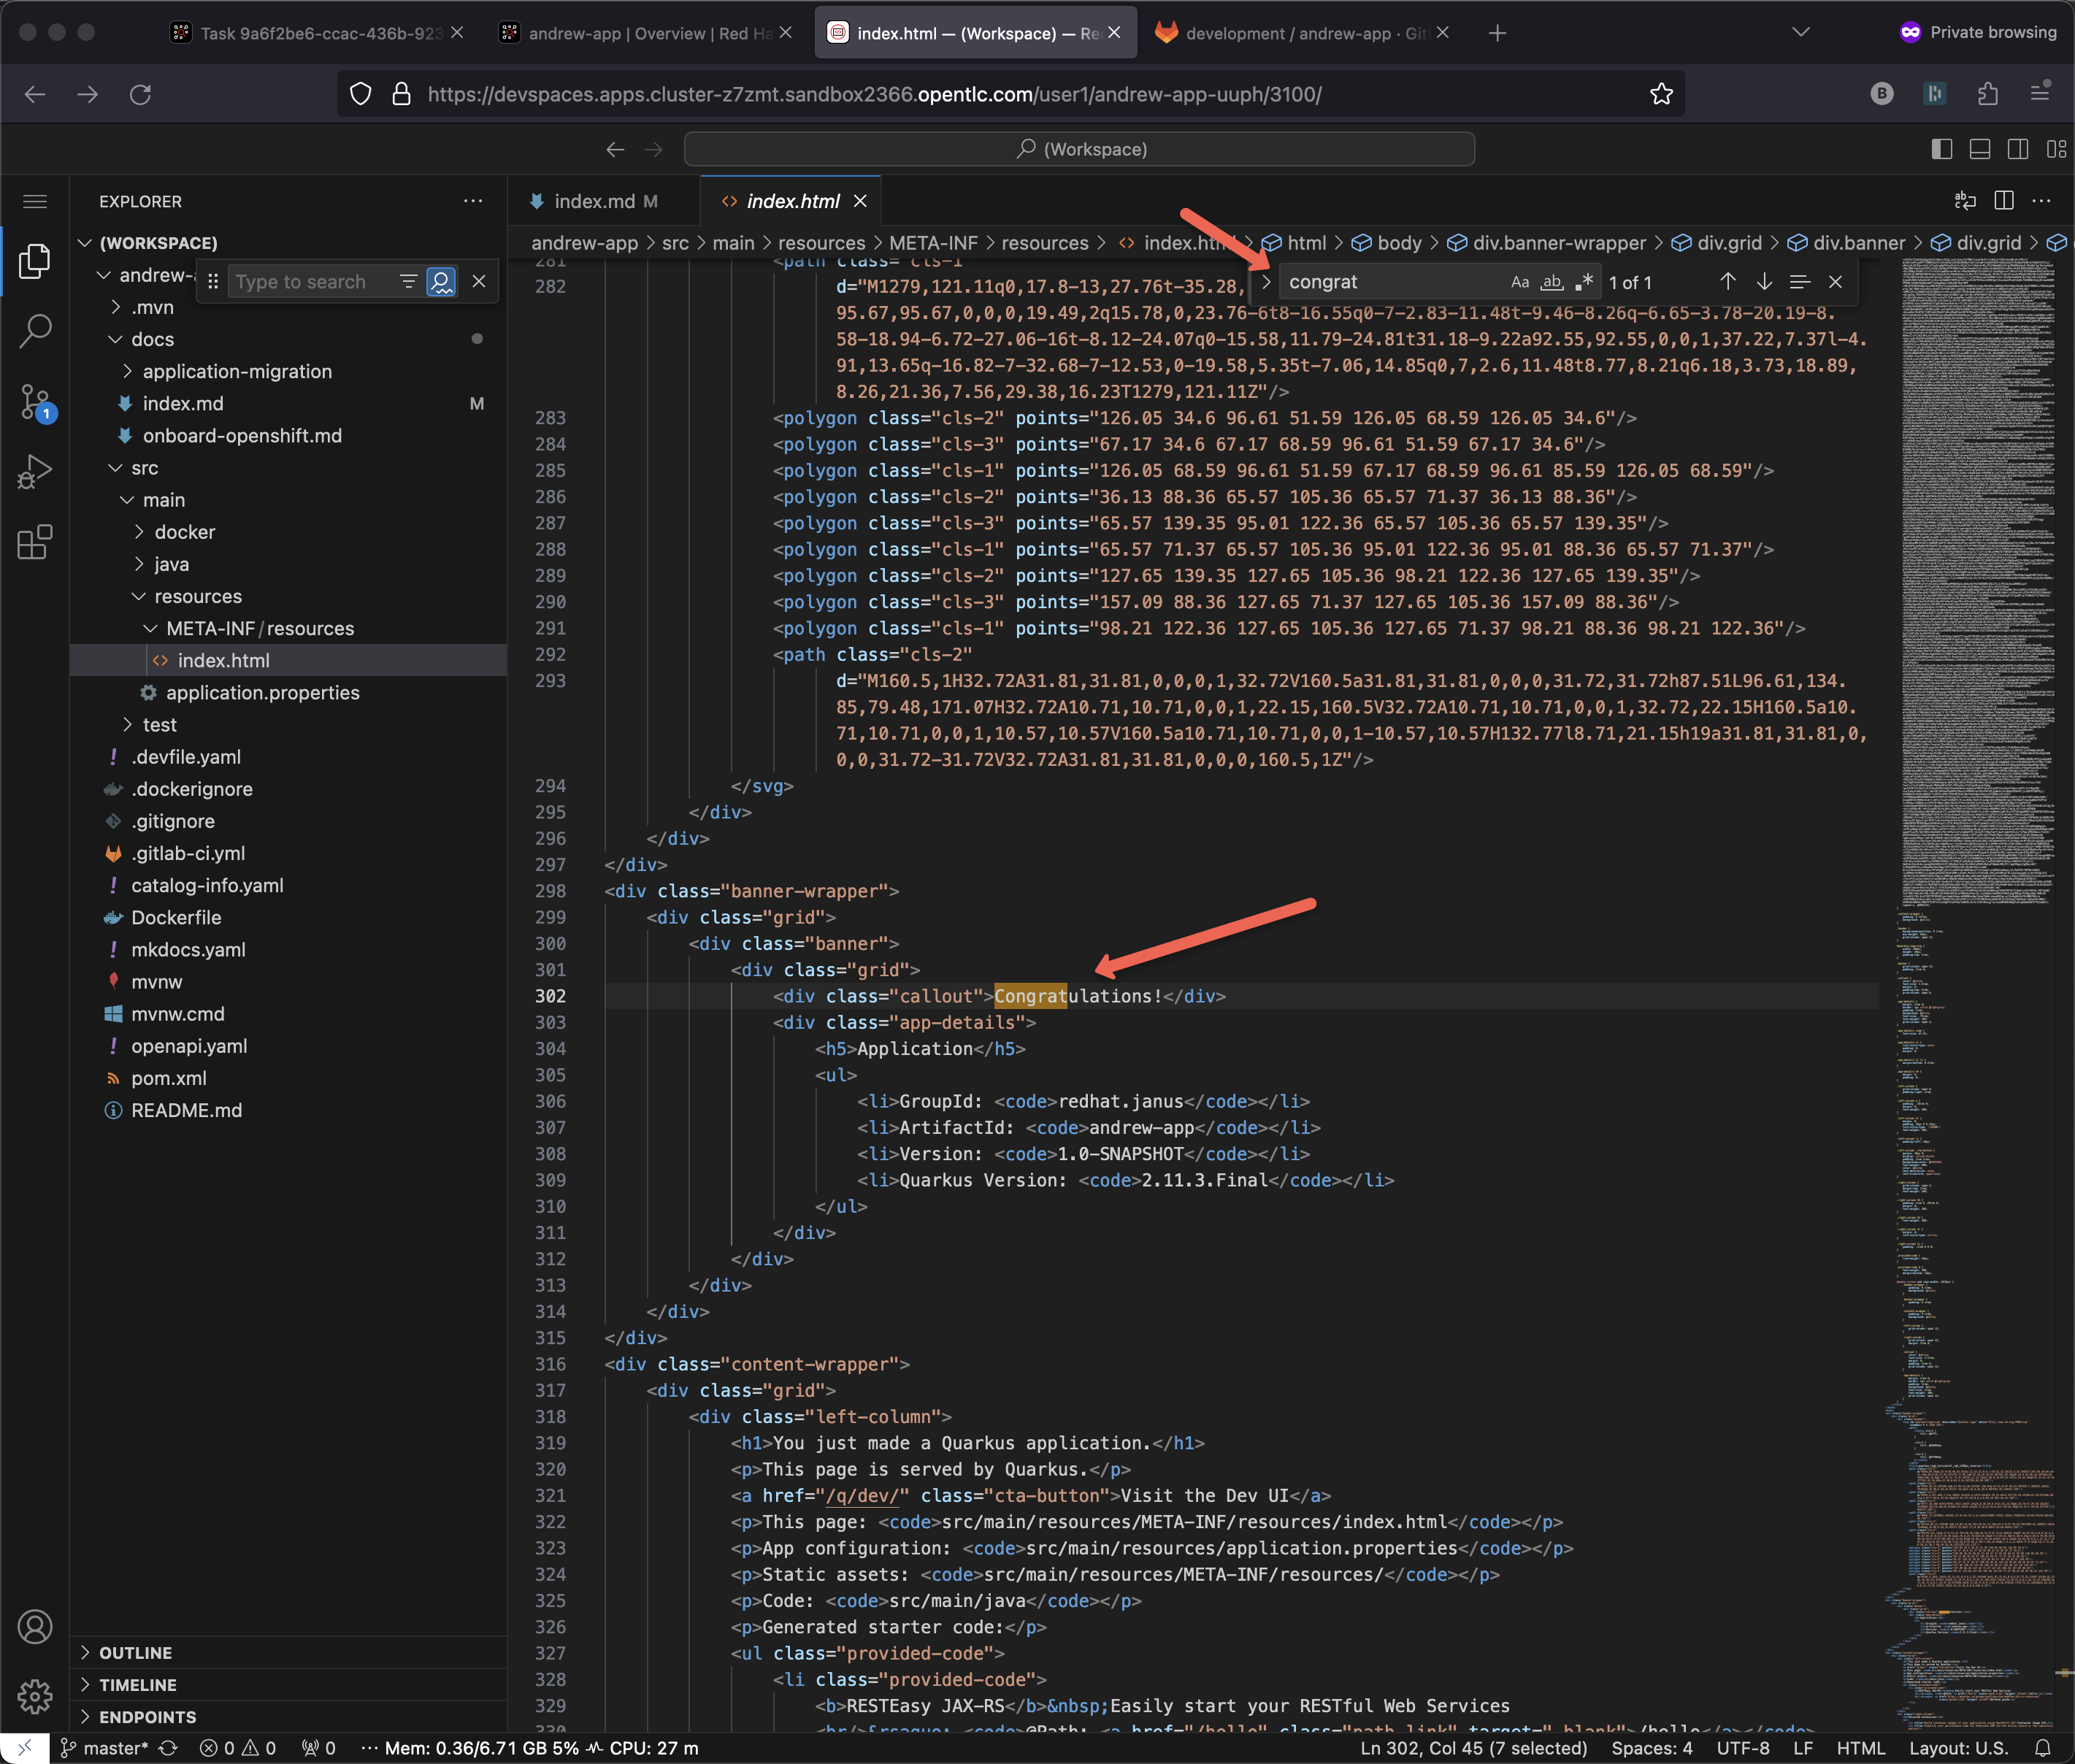 Task 9a6f2be6-ccac-436b-923
andrew-app | Overview | Red Ha
index.html — (Workspace) — Re
development / andrew-app · Git
Private browsing
https://devspaces.apps.cluster-z7zmt.sandbox2366.opentlc.com/user1/andrew-app-uuph/3100/
B
(Workspace)
EXPLORER
(WORKSPACE)
andrew-a
Type to search
.mvn
docs
application-migration
index.md M
onboard-openshift.md
src
main
docker
java
resources
META-INF/resources
index.html
application.properties
test
.devfile.yaml
.dockerignore
.gitignore
.gitlab-ci.yml
catalog-info.yaml
Dockerfile
mkdocs.yaml
mvnw
mvnw.cmd
openapi.yaml
pom.xml
README.md
1
OUTLINE
TIMELINE
ENDPOINTS
index.md M
index.html
andrew-app > src > main > resources > META-INF > resources > index.html > html > body > div.banner-wrapper > div.grid > div.banner > div.grid >
congrat Aa ab .* 1 of 1
281 <path class="cls-1"
282 d="M1279,121.11q0,17.8-13,27.76t-35.28,
95.67,95.67,0,0,0,19.49,2q15.78,0,23.76-6t8-16.55q0-7-2.83-11.48t-9.46-8.26q-6.65-3.78-20.19-8.
58-18.94-6.72-27.06-16t-8.12-24.07q0-15.58,11.79-24.81t31.18-9.22a92.55,92.55,0,0,1,37.22,7.37l-4.
91,13.65q-16.82-7-32.68-7-12.53,0-19.58,5.35t-7.06,14.85q0,7,2.6,11.48t8.77,8.21q6.18,3.73,18.89,
8.26,21.36,7.56,29.38,16.23T1279,121.11Z"/>
283 <polygon class="cls-2" points="126.05 34.6 96.61 51.59 126.05 68.59 126.05 34.6"/>
284 <polygon class="cls-3" points="67.17 34.6 67.17 68.59 96.61 51.59 67.17 34.6"/>
285 <polygon class="cls-1" points="126.05 68.59 96.61 51.59 67.17 68.59 96.61 85.59 126.05 68.59"/>
286 <polygon class="cls-2" points="36.13 88.36 65.57 105.36 65.57 71.37 36.13 88.36"/>
287 <polygon class="cls-3" points="65.57 139.35 95.01 122.36 65.57 105.36 65.57 139.35"/>
288 <polygon class="cls-1" points="65.57 71.37 65.57 105.36 95.01 122.36 95.01 88.36 65.57 71.37"/>
289 <polygon class="cls-2" points="127.65 139.35 127.65 105.36 98.21 122.36 127.65 139.35"/>
290 <polygon class="cls-3" points="157.09 88.36 127.65 71.37 127.65 105.36 157.09 88.36"/>
291 <polygon class="cls-1" points="98.21 122.36 127.65 105.36 127.65 71.37 98.21 88.36 98.21 122.36"/>
292 <path class="cls-2"
293 d="M160.5,1H32.72A31.81,31.81,0,0,0,1,32.72V160.5a31.81,31.81,0,0,0,31.72,31.72h87.51L96.61,134.
85,79.48,171.07H32.72A10.71,10.71,0,0,1,22.15,160.5V32.72A10.71,10.71,0,0,1,32.72,22.15H160.5a10.
71,10.71,0,0,1,10.57,10.57V160.5a10.71,10.71,0,0,1-10.57,10.57H132.77l8.71,21.15h19a31.81,31.81,0,
0,0,31.72-31.72V32.72A31.81,31.81,0,0,0,160.5,1Z"/>
294 </svg>
295 </div>
296 </div>
297 </div>
298 <div class="banner-wrapper">
299 <div class="grid">
300 <div class="banner">
301 <div class="grid">
302 <div class="callout">Congratulations!</div>
303 <div class="app-details">
304 <h5>Application</h5>
305 <ul>
306 <li>GroupId: <code>redhat.janus</code></li>
307 <li>ArtifactId: <code>andrew-app</code></li>
308 <li>Version: <code>1.0-SNAPSHOT</code></li>
309 <li>Quarkus Version: <code>2.11.3.Final</code></li>
310 </ul>
311 </div>
312 </div>
313 </div>
314 </div>
315 </div>
316 <div class="content-wrapper">
317 <div class="grid">
318 <div class="left-column">
319 <h1>You just made a Quarkus application.</h1>
320 <p>This page is served by Quarkus.</p>
321 <a href="/q/dev/" class="cta-button">Visit the Dev UI</a>
322 <p>This page: <code>src/main/resources/META-INF/resources/index.html</code></p>
323 <p>App configuration: <code>src/main/resources/application.properties</code></p>
324 <p>Static assets: <code>src/main/resources/META-INF/resources/</code></p>
325 <p>Code: <code>src/main/java</code></p>
326 <p>Generated starter code:</p>
327 <ul class="provided-code">
328 <li class="provided-code">
329 <b>RESTEasy JAX-RS</b>&nbsp;Easily start your RESTful Web Services
330 <br/>&rsaquo; <code>@Path: <a href="/hello" class="path-link" target="_blank">/hello</a></code>
master* 0 0 0 Mem: 0.36/6.71 GB 5% CPU: 27 m
Ln 302, Col 45 (7 selected) Spaces: 4 UTF-8 LF HTML Layout: U.S.